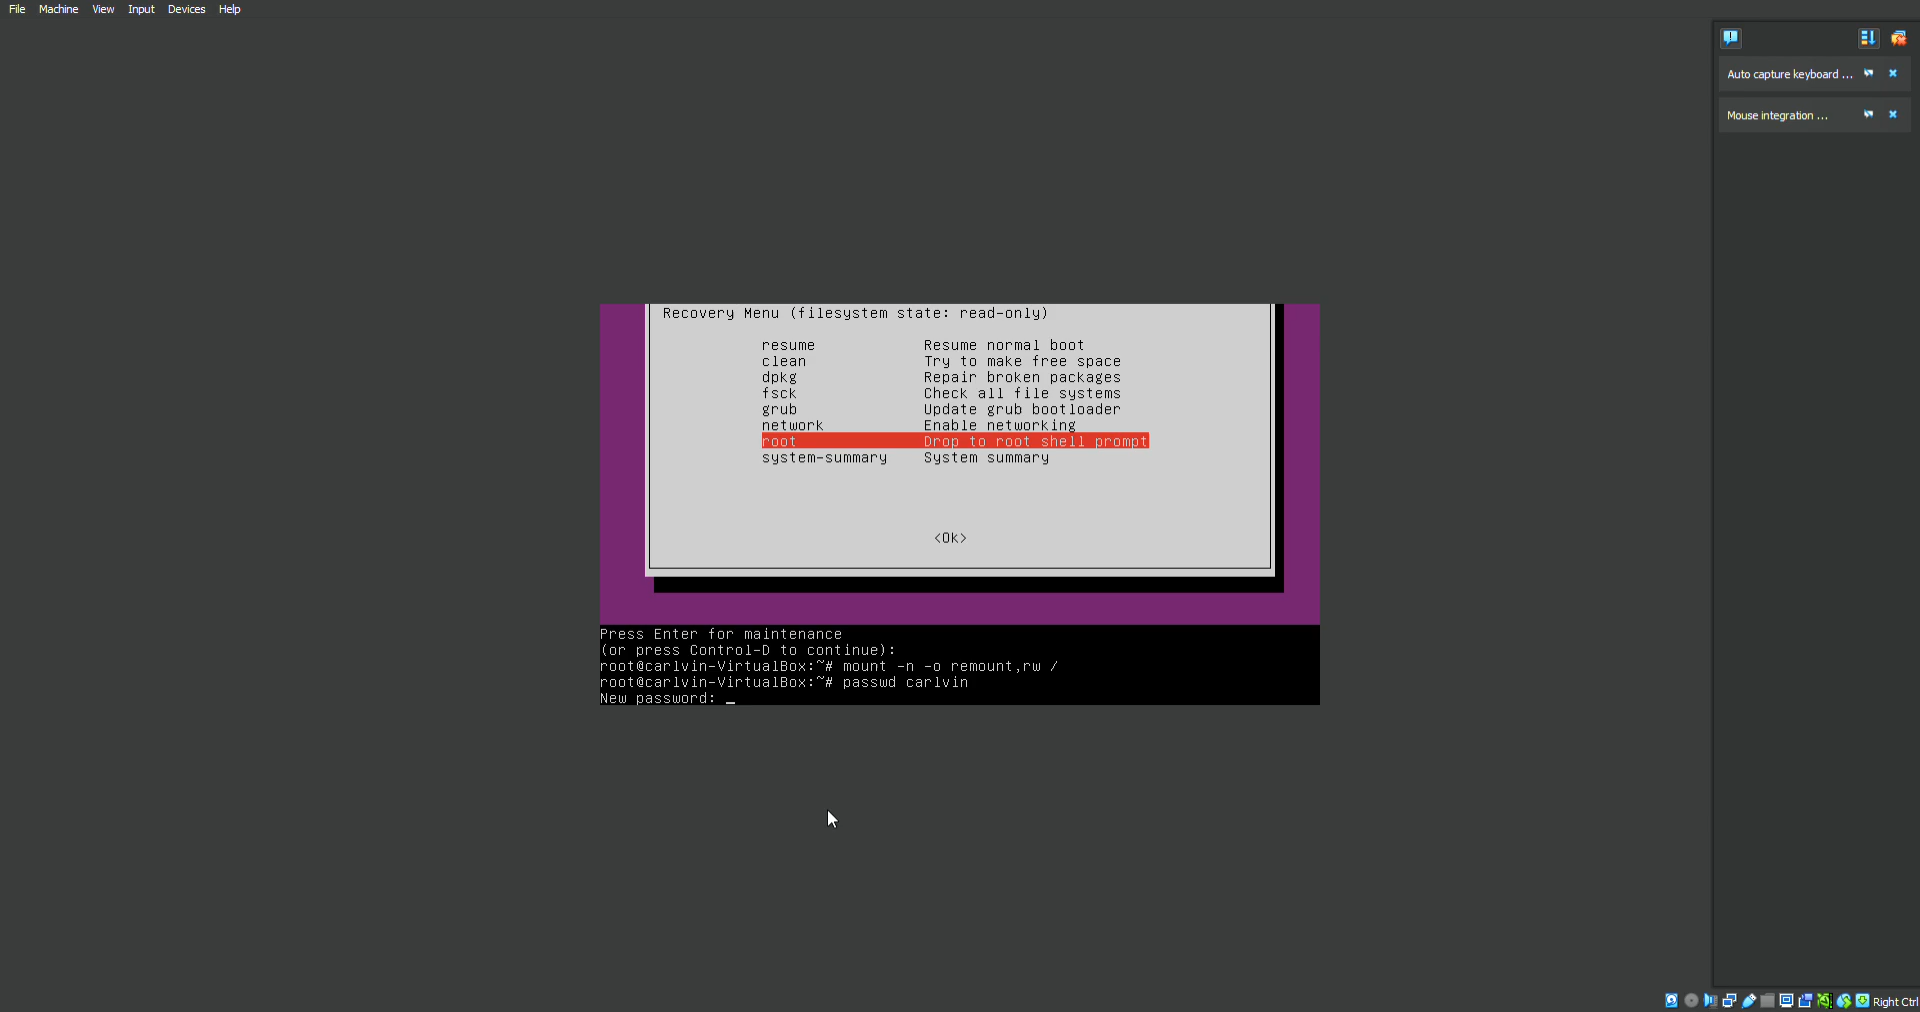 File Machine View Input Devices Help
Auto capture keyboard ...
Mouse integration ...
Recovery Menu (filesystem state: read-only)
resume Resume normal boot
clean Try to make free space
dpkg Repair broken packages
fsck Check all file systems
grub Update grub bootloader
network Enable networking
root Drop to root shell prompt
system-summary System summary
<Ok>
Press Enter for maintenance
(or press Control-D to continue):
root@carlvin-VirtualBox:~# mount -n -o remount,rw /
root@carlvin-VirtualBox:~# passwd carlvin
New password: _
Right Ctrl